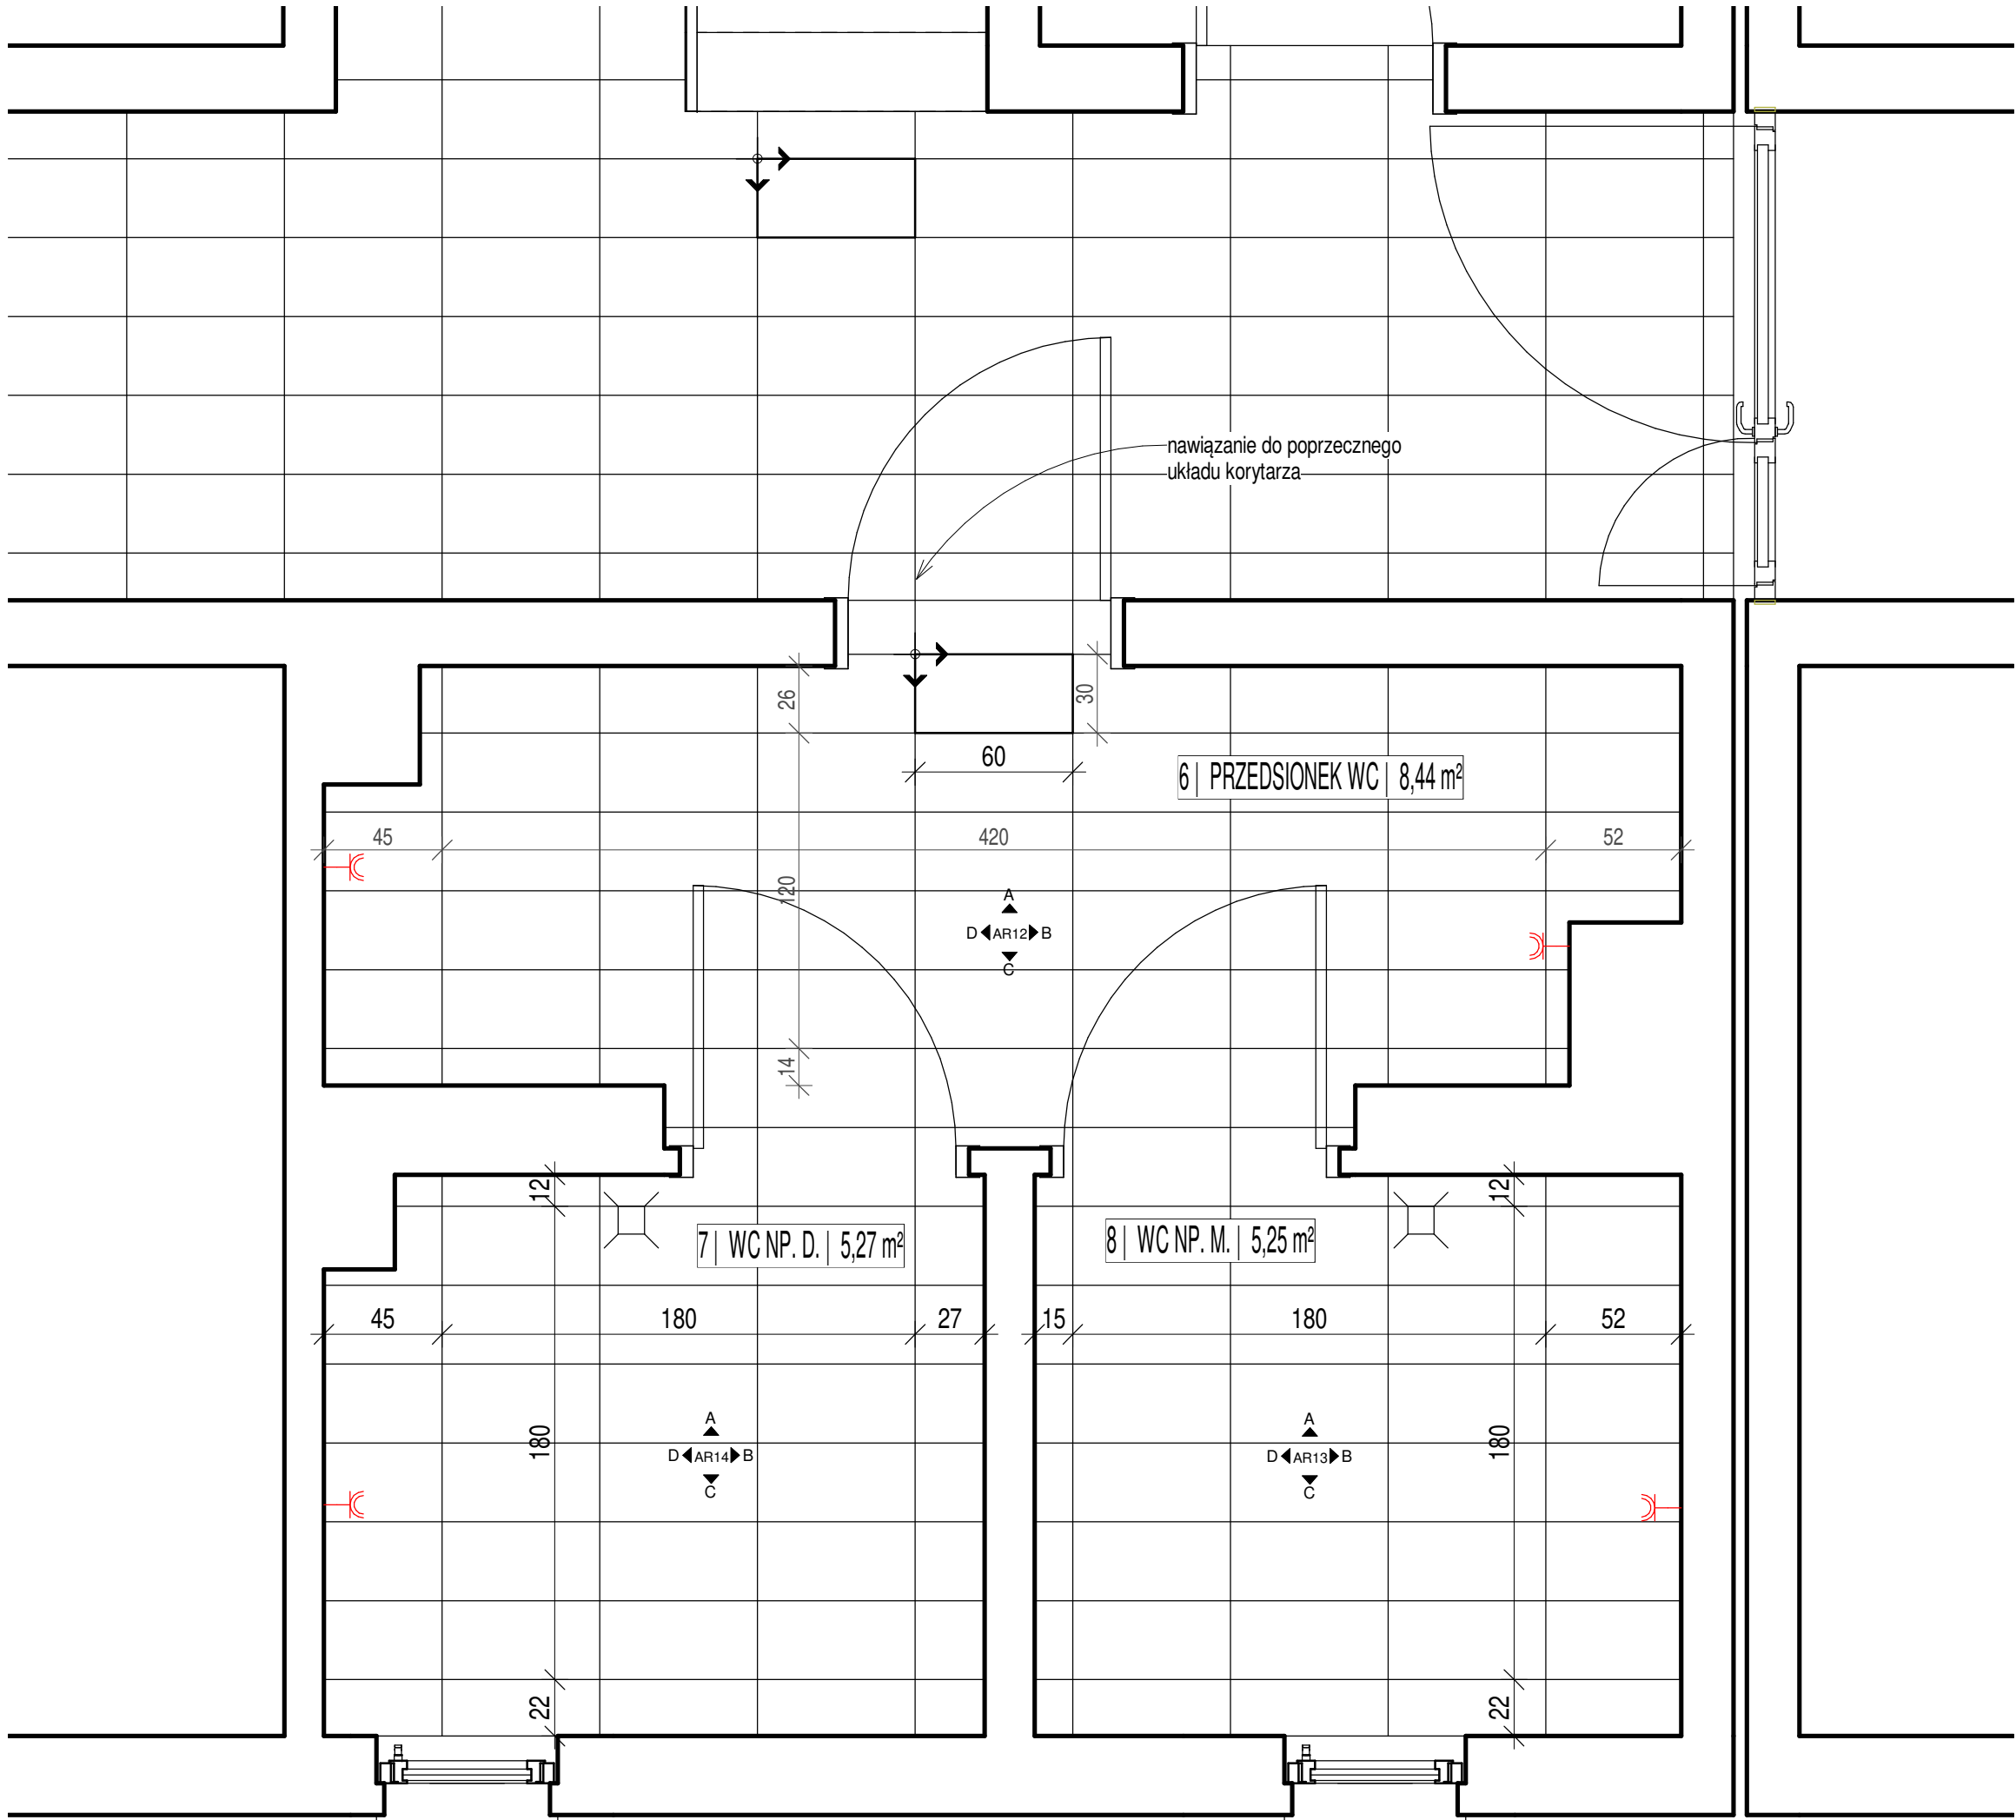 nawiązanie do poprzecznego
układu korytarza
26
30
60
6 | PRZEDSIONEK WC | 8,44 m²
45
420
52
120
A
D AR12 B
C
14
12
12
7 | WC NP. D. | 5,27 m²
8 | WC NP. M. | 5,25 m²
45
180
27
15
180
52
180
A
D AR14 B
C
A
D AR13 B
C
180
22
22